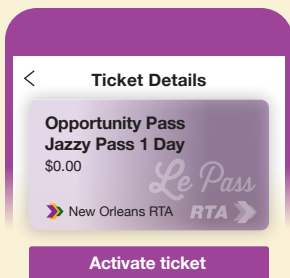 Ticket Details
Opportunity Pass
Jazzy Pass 1 Day
$0.00
Le Pass
New Orleans RTA
RTA
Activate ticket